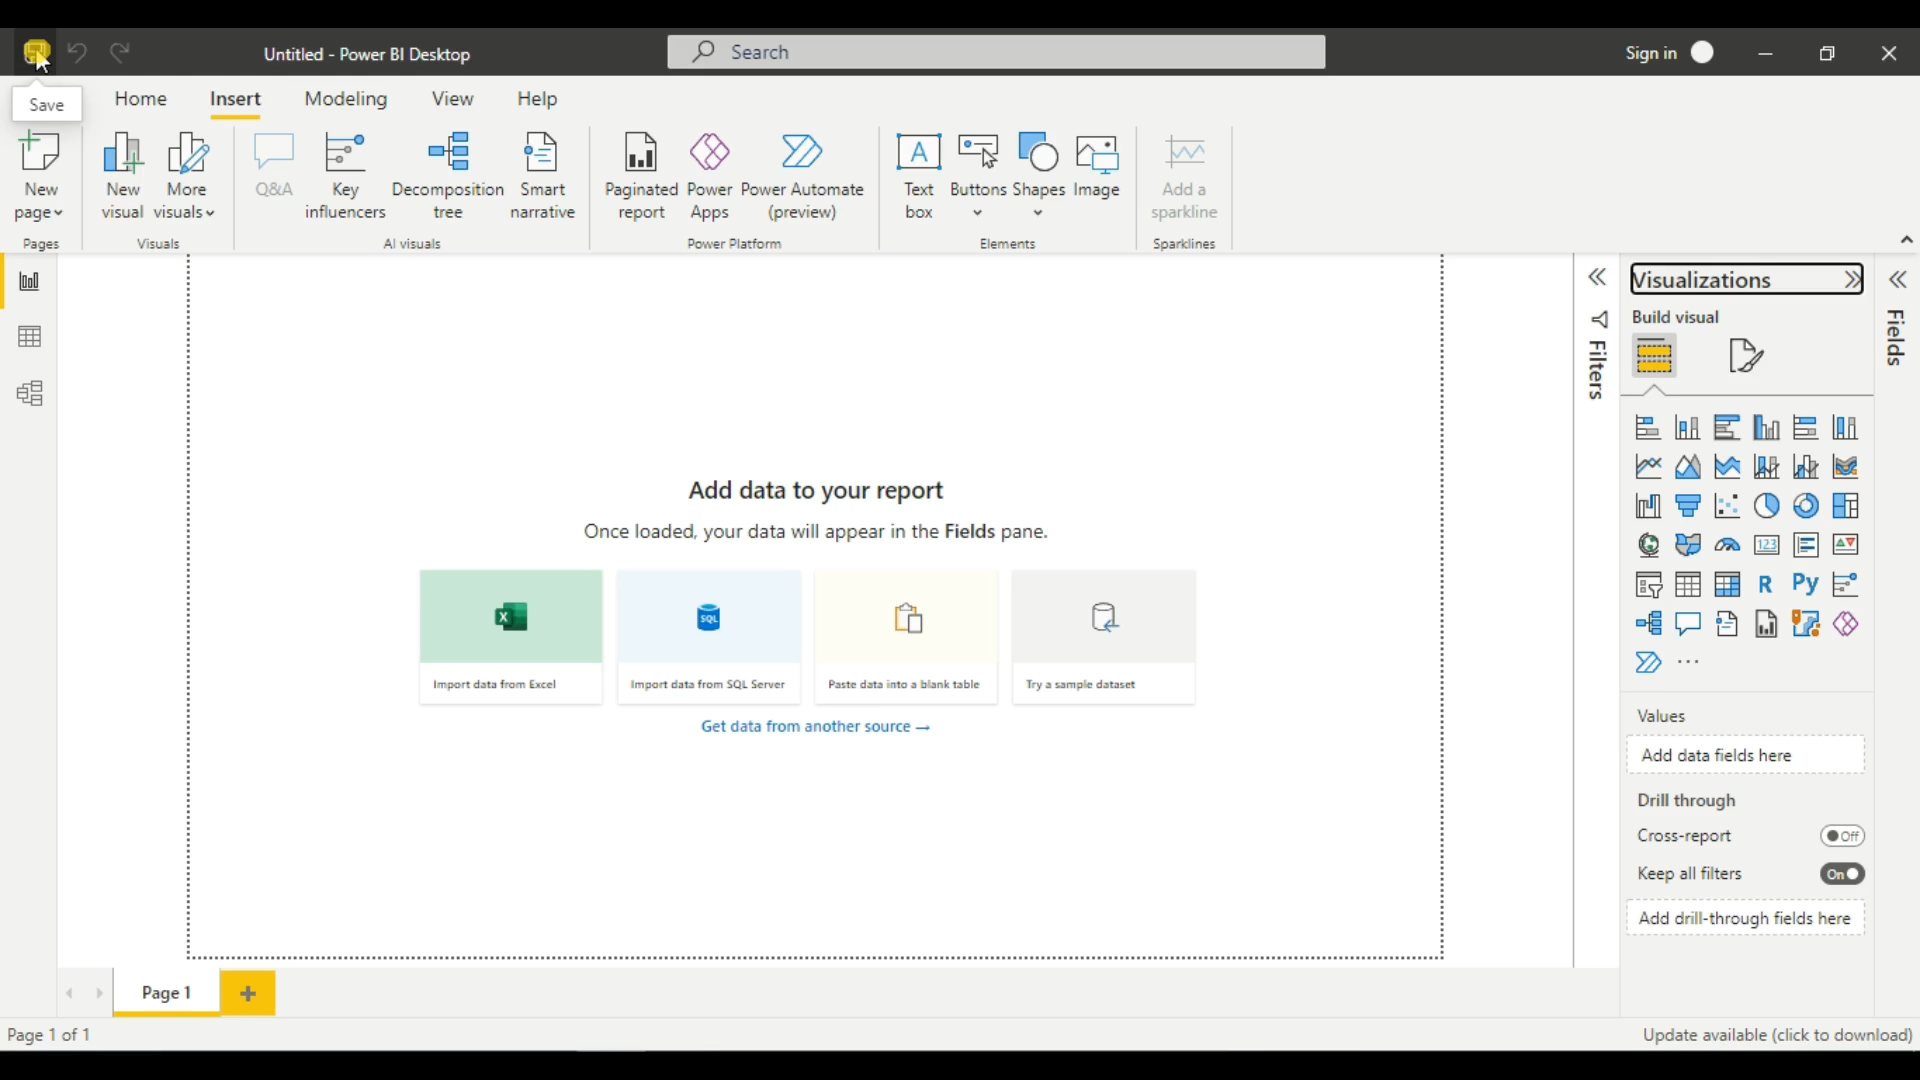 Untitled - Power BI Desktop
Search
Sign in
Save
Home Insert Modeling View Help
New page
Pages
New visual
More visuals
Visuals
Q&A
Key influencers
Decomposition tree
Smart narrative
AI visuals
Paginated report
Power Apps
Power Automate (preview)
Power Platform
Text box
Buttons
Shapes
Image
Elements
Add a sparkline
Sparklines
Add data to your report
Once loaded, your data will appear in the Fields pane.
X
SQL
Import data from Excel
Import data from SQL Server
Paste data into a blank table
Try a sample dataset
Get data from another source →
Filters
Visualizations
Build visual
123
R
Py
Values
Add data fields here
Drill through
Cross-report
Off
Keep all filters
On
Add drill-through fields here
Fields
Page 1
Page 1 of 1
Update available (click to download)